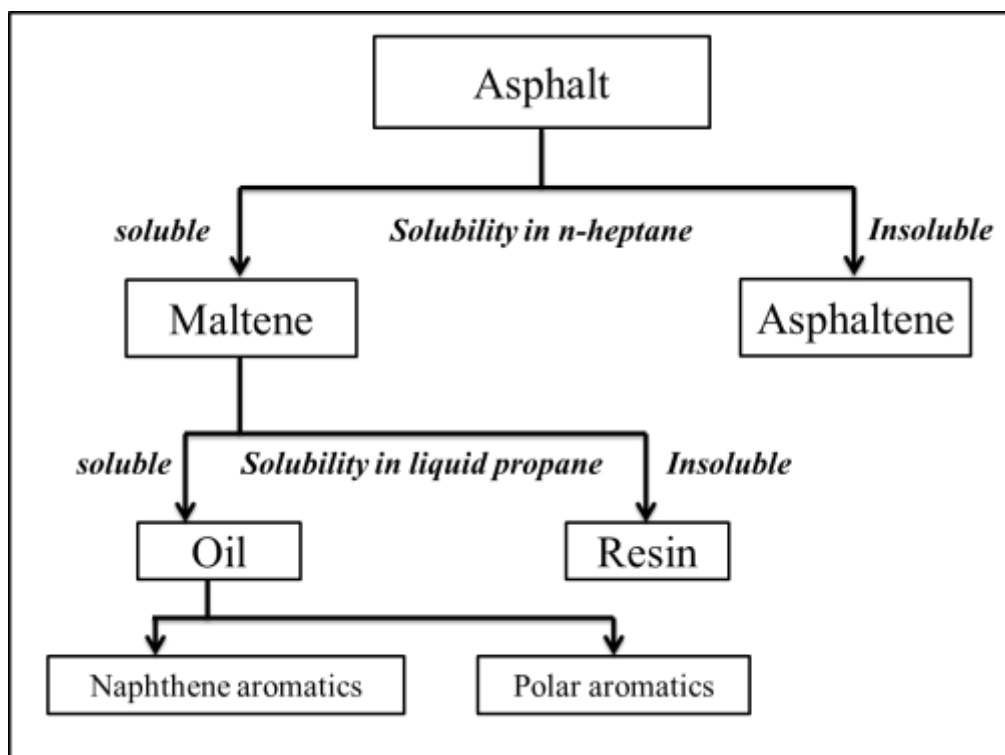 Asphalt
soluble
Solubility in n-heptane
Insoluble
Maltene
Asphaltene
soluble
Solubility in liquid propane
Insoluble
Oil
Resin
Naphthene aromatics
Polar aromatics